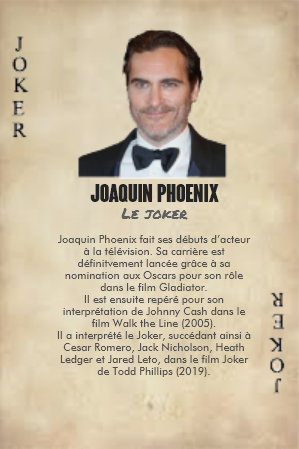 JOKER
JOAQUIN PHOENIX
LE JOKER
Joaquin Phoenix fait ses débuts d'acteur
à la télévision. Sa carrière est
définitvement lancée grâce à sa
nomination aux Oscars pour son rôle
dans le film Gladiator.
Il est ensuite repéré pour son
interprétation de Johnny Cash dans le
film Walk the Line (2005).
Il a interprété le Joker, succédant ainsi à
Cesar Romero, Jack Nicholson, Heath
Ledger et Jared Leto, dans le film Joker
de Todd Phillips (2019).
JOKER